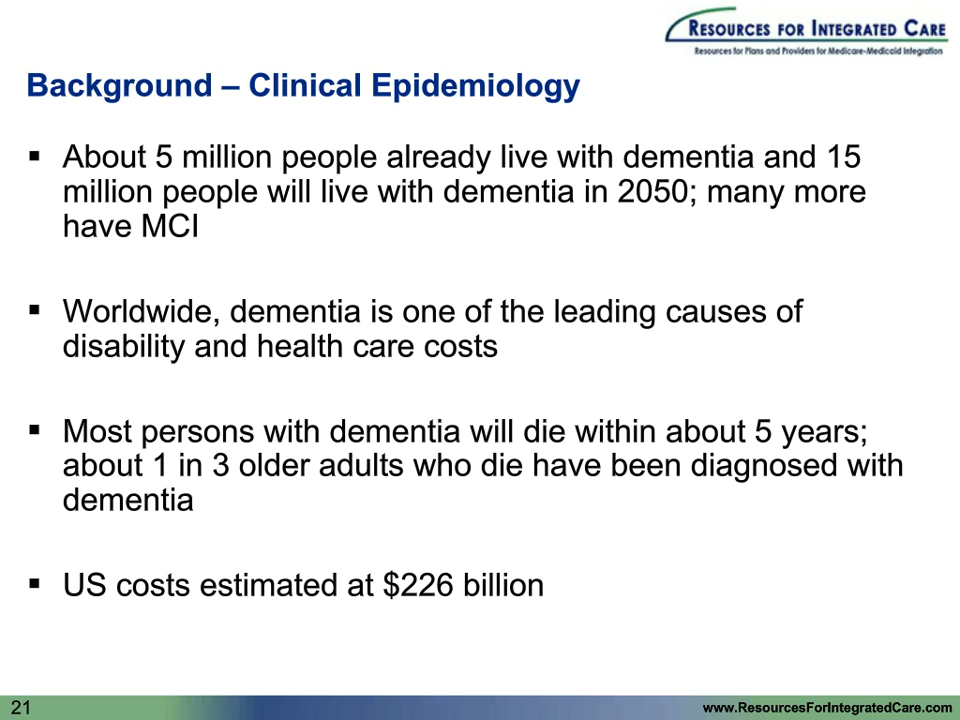 RESOURCES FOR INTEGRATED CARE
Resources for Plans and Providers for Medicare-Medicaid Integration
Background – Clinical Epidemiology
▪ About 5 million people already live with dementia and 15
million people will live with dementia in 2050; many more
have MCI
▪ Worldwide, dementia is one of the leading causes of
disability and health care costs
▪ Most persons with dementia will die within about 5 years;
about 1 in 3 older adults who die have been diagnosed with
dementia
▪ US costs estimated at $226 billion
21
www.ResourcesForIntegratedCare.com